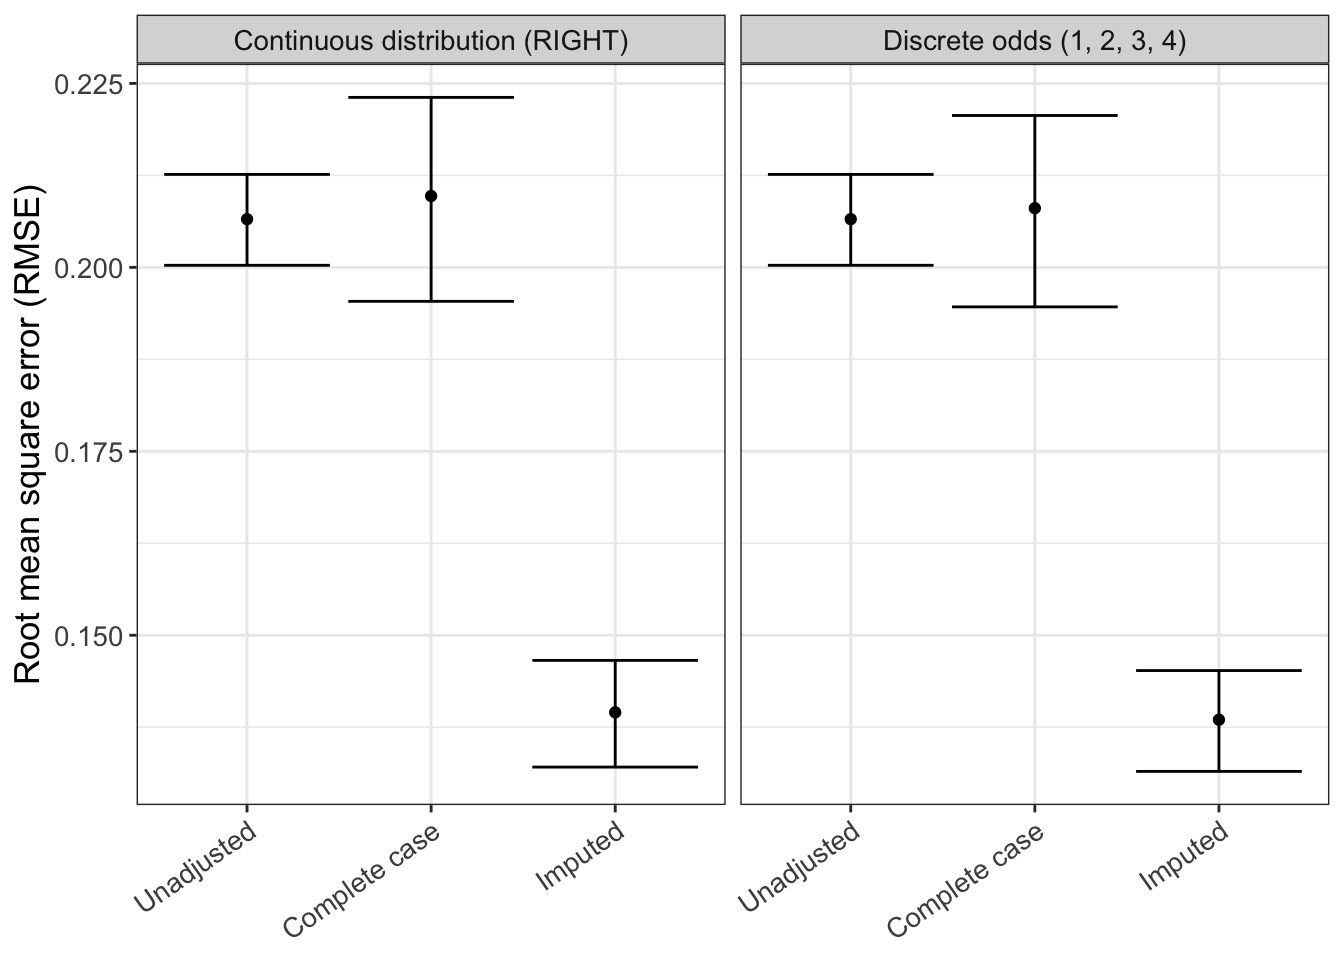 Continuous distribution (RIGHT)
Discrete odds (1, 2, 3, 4)
Root mean square error (RMSE)
0.225
0.200
0.175
0.150
Unadjusted
Complete case
Imputed
Unadjusted
Complete case
Imputed